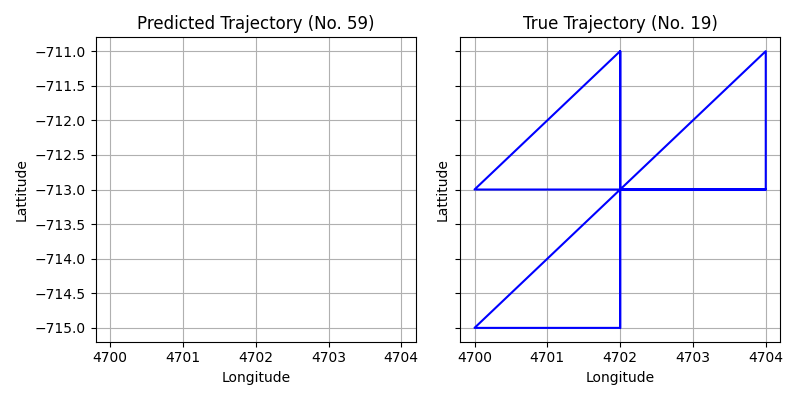 Predicted Trajectory (No. 59)
True Trajectory (No. 19)
−711.0
−711.5
−712.0
−712.5
−713.0
−713.5
−714.0
−714.5
−715.0
Lattitude
Lattitude
4700 4701 4702 4703 4704
4700 4701 4702 4703 4704
Longitude
Longitude